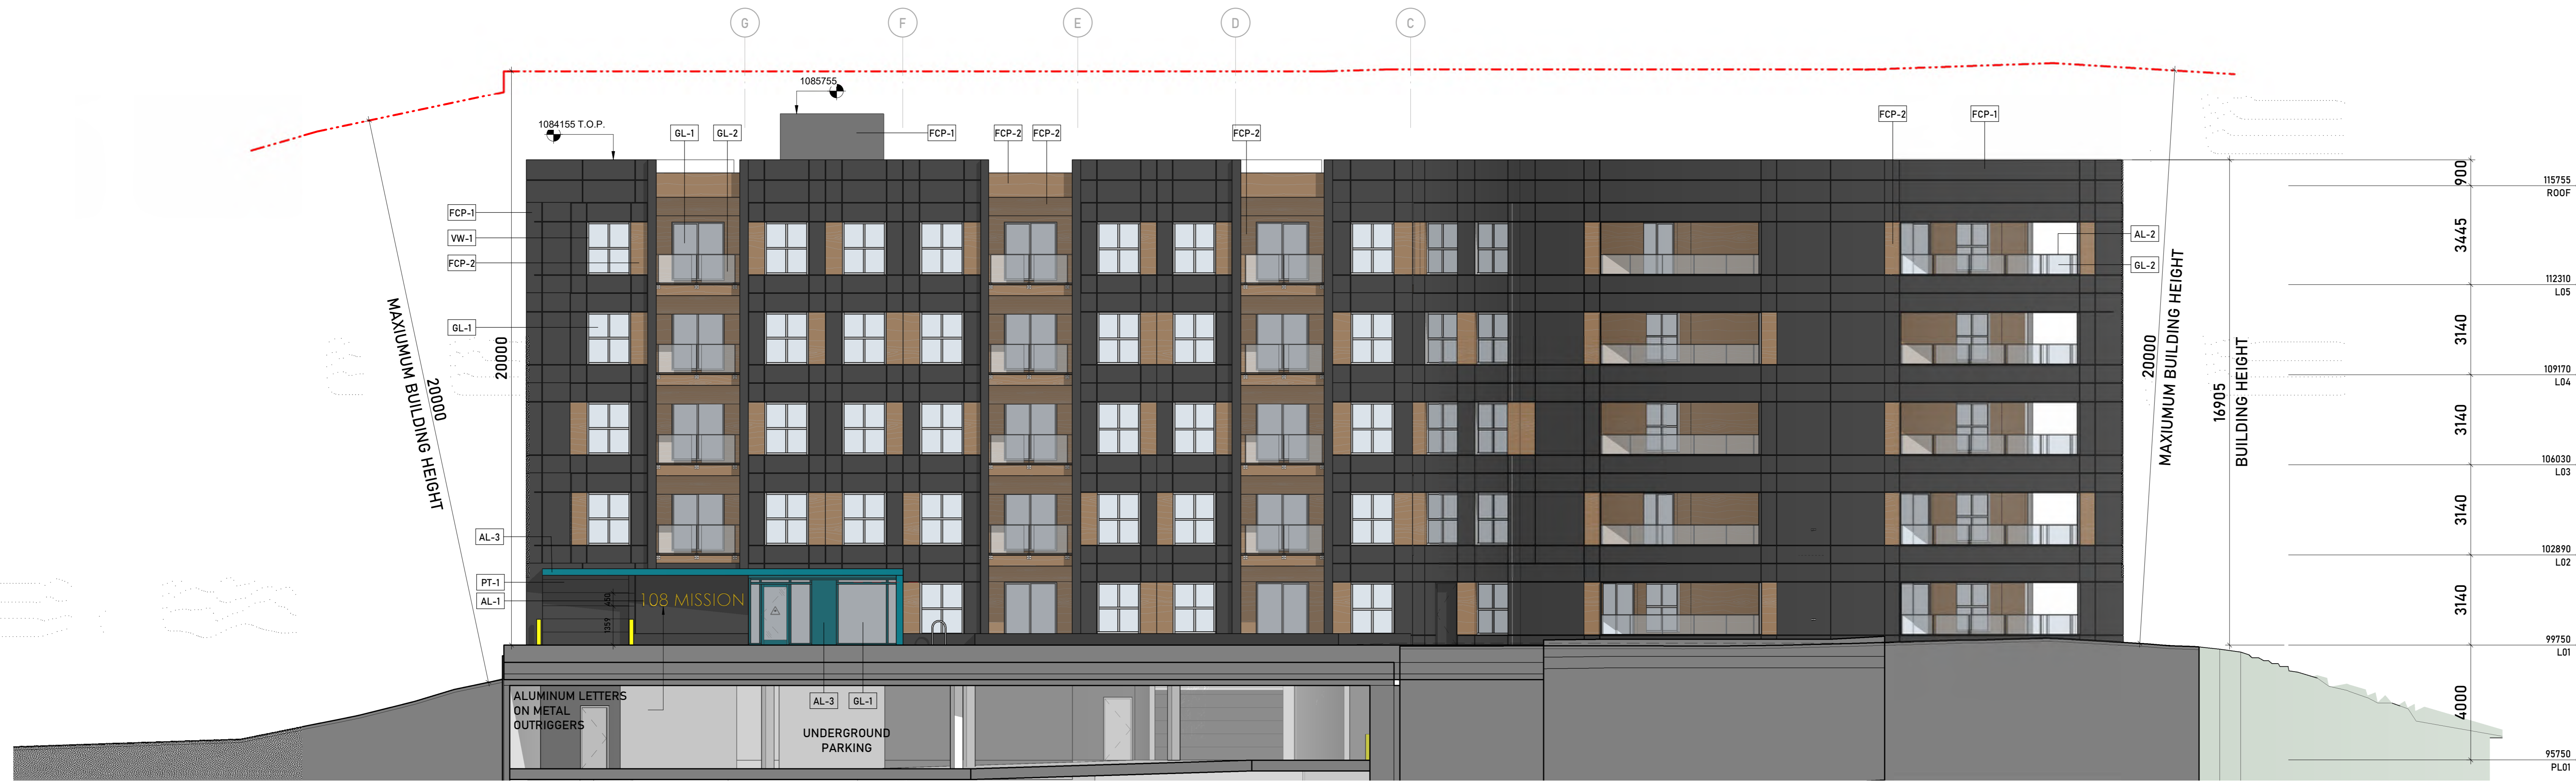 G
F
E
D
C
1085755
1084155 T.O.P.
GL-1
GL-2
FCP-1
FCP-2
FCP-2
FCP-2
FCP-2
FCP-1
900
115755
ROOF
FCP-1
VW-1
FCP-2
GL-1
AL-2
GL-2
3445
112310
L05
MAXIUMUM BUILDING HEIGHT
20000
20000
20000
MAXIUMUM BUILDING HEIGHT
16905
BUILDING HEIGHT
3140
109170
L04
3140
106030
L03
3140
102890
L02
AL-3
PT-1
AL-1
450
1359
108 MISSION
3140
99750
L01
ALUMINUM LETTERS
ON METAL
OUTRIGGERS
AL-3
GL-1
UNDERGROUND
PARKING
4000
95750
PL01